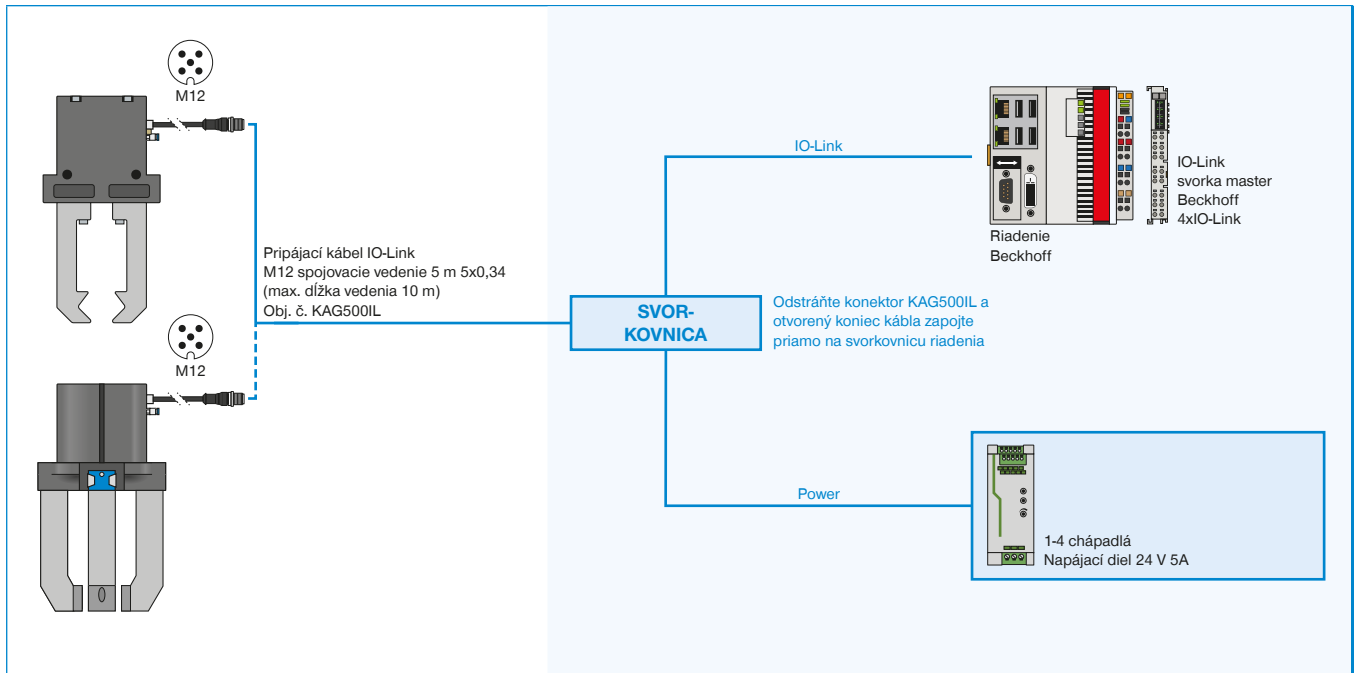 M12
Pripájací kábel IO-Link
M12 spojovacie vedenie 5 m 5x0,34
(max. dĺžka vedenia 10 m)
Obj. č. KAG500IL
M12
IO-Link
SVOR-
KOVNICA
Odstráňte konektor KAG500IL a
otvorený koniec kábla zapojte
priamo na svorkovnicu riadenia
Riadenie
Beckhoff
IO-Link
svorka master
Beckhoff
4xIO-Link
Power
1-4 chápadlá
Napájací diel 24 V 5A